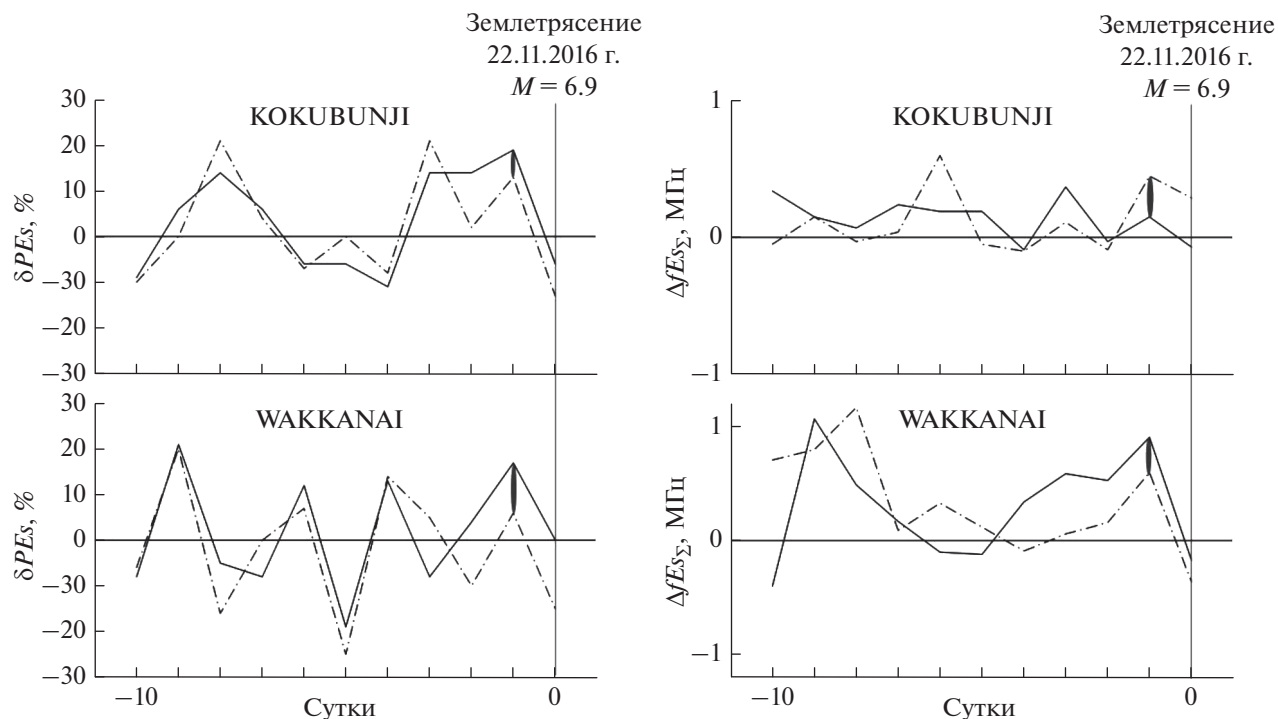 Землетрясение
22.11.2016 г.
M = 6.9
30
20
10
0
−30
−20
−30
δPEs, %
KOKUBUNJI
Землетрясение
22.11.2016 г.
M = 6.9
1
0
−1
ΔfEsΣ, МГц
KOKUBUNJI
30
20
10
0
−30
−20
−30
δPEs, %
WAKKANAI
−10
0
Сутки
1
0
−1
ΔfEsΣ, МГц
WAKKANAI
−10
0
Сутки